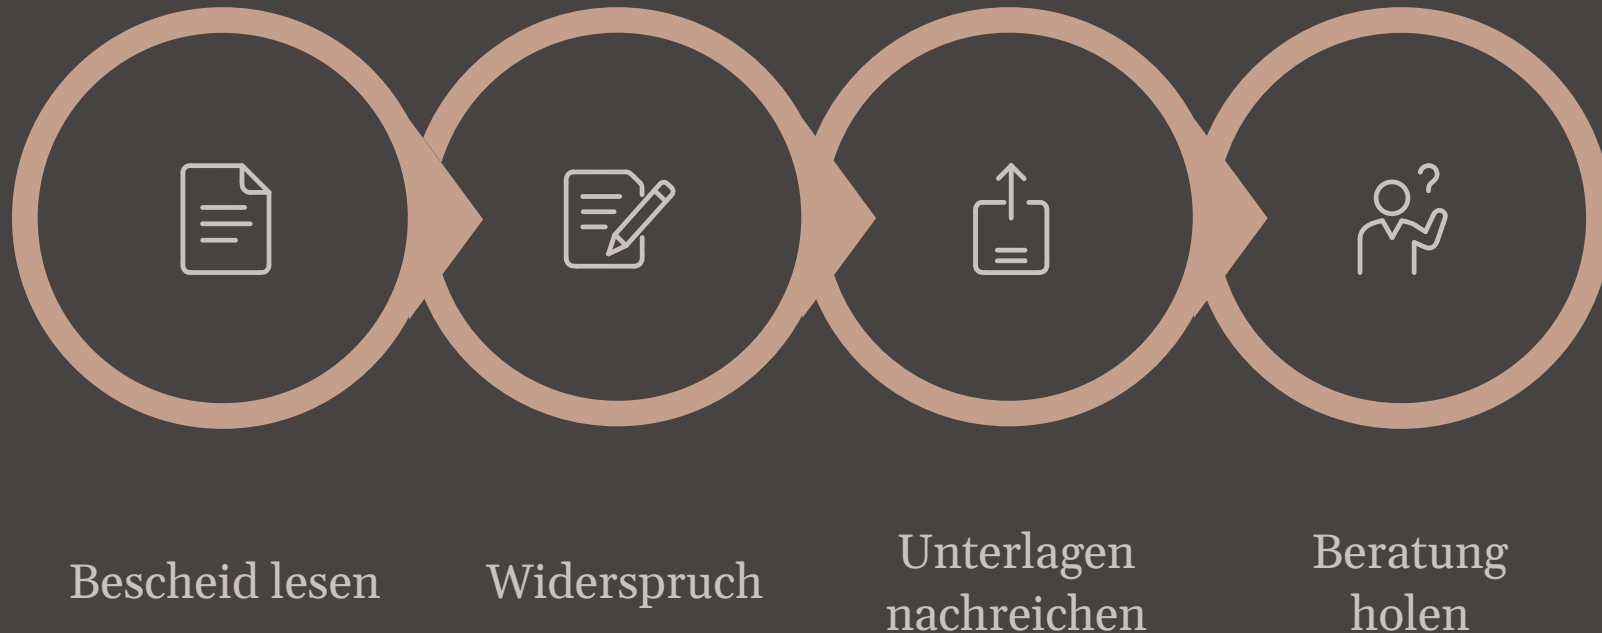 Bescheid lesen
Widerspruch
Unterlagen
nachreichen
Beratung
holen